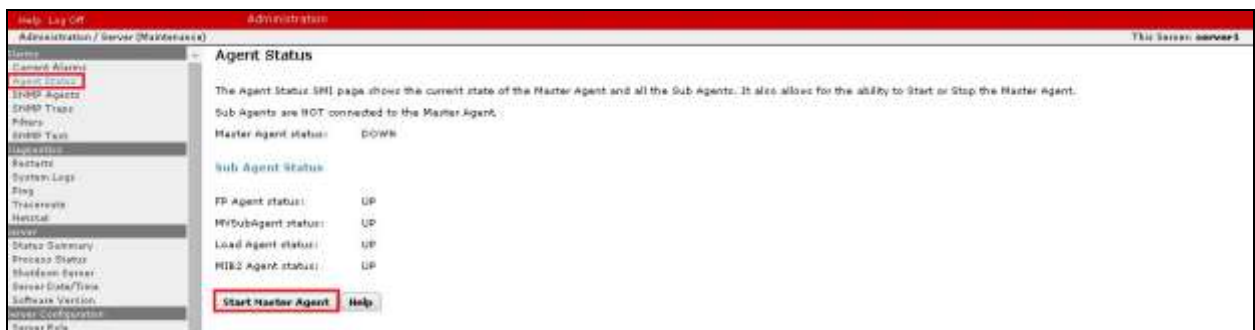 Help Log Off
Administration
Administration / Server (Maintenance)
This Server: server1
Alarms
Current Alarms
Agent Status
SNMP Agents
SNMP Traps
Filters
SNMP Test
Diagnostics
Restarts
System Logs
Ping
Traceroute
Netstat
Server
Status Summary
Process Status
Shutdown Server
Server Date/Time
Software Version
Server Configuration
Server Role
Agent Status
The Agent Status SMI page shows the current state of the Master Agent and all the Sub Agents. It also allows for the ability to Start or Stop the Master Agent.
Sub Agents are NOT connected to the Master Agent.
Master Agent status: DOWN
Sub Agent Status
FP Agent status: UP
MVSubAgent status: UP
Load Agent status: UP
MIB2 Agent status: UP
Start Master Agent Help